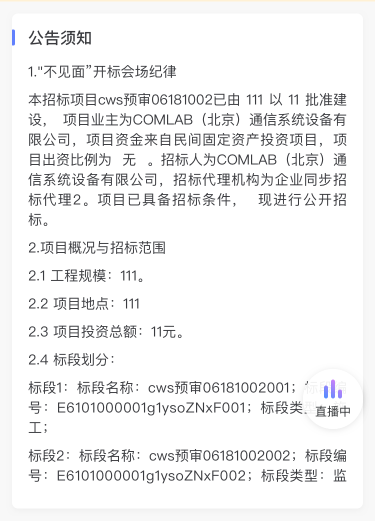 公告须知
1."不见面”开标会场纪律
本招标项目cws预审06181002已由 111 以 11 批准建
设， 项目业主为COMLAB（北京）通信系统设备有
限公司，项目资金来自民间固定资产投资项目，项
目出资比例为 无 。招标人为COMLAB（北京）通
信系统设备有限公司，招标代理机构为企业同步招
标代理2。项目已具备招标条件， 现进行公开招
标。
2.项目概况与招标范围
2.1 工程规模：111。
2.2 项目地点：111
2.3 项目投资总额：11元。
2.4 标段划分：
标段1：标段名称：cws预审06181002001；标
号：E6101000001g1ysoZNxF001；标段类
直播中
工；
标段2：标段名称：cws预审06181002002；标段编
号：E6101000001g1ysoZNxF002；标段类型：监